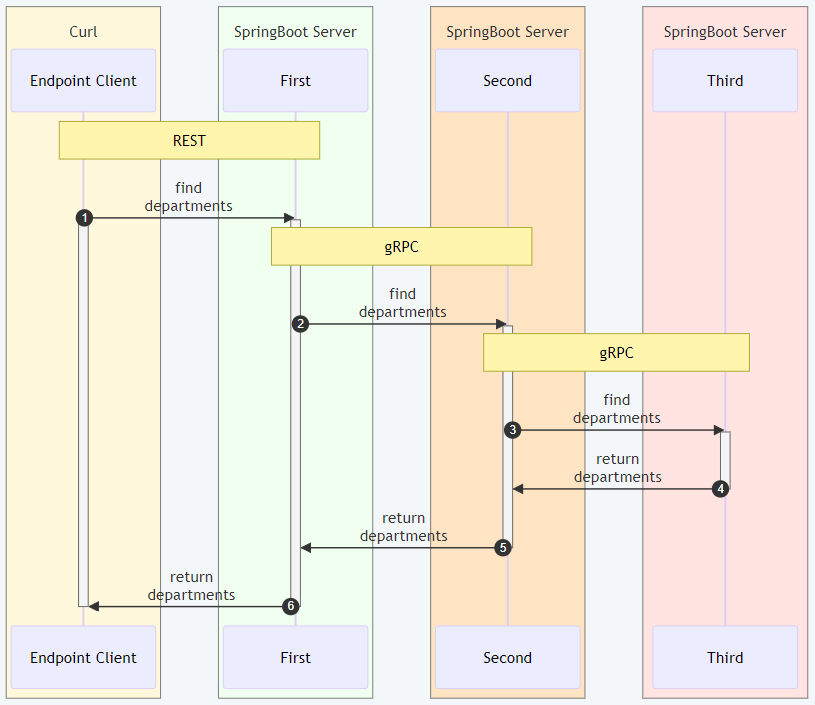 Curl
SpringBoot Server
SpringBoot Server
SpringBoot Server
Endpoint Client
First
Second
Third
REST
find
departments
1
gRPC
find
departments
2
gRPC
find
departments
3
return
departments
4
return
departments
5
return
departments
6
Endpoint Client
First
Second
Third